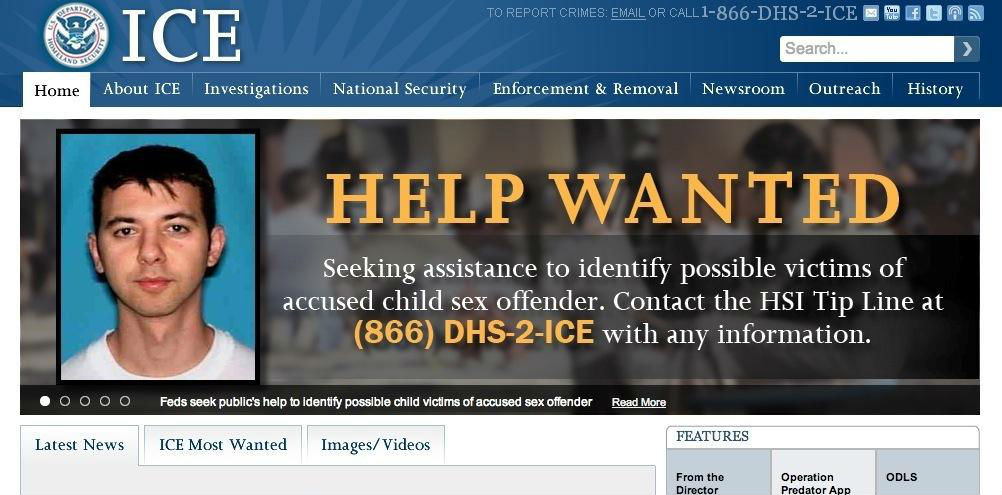 TO REPORT CRIMES: EMAIL OR CALL 1-866-DHS-2-ICE
U.S. DEPARTMENT OF HOMELAND SECURITY
ICE
You Tube
Search...
Home About ICE Investigations National Security Enforcement & Removal Newsroom Outreach History
HELP WANTED
Seeking assistance to identify possible victims of
accused child sex offender. Contact the HSI Tip Line at
(866) DHS-2-ICE with any information.
Feds seek public's help to identify possible child victims of accused sex offender Read More
Latest News ICE Most Wanted Images/Videos
FEATURES
From the
Director
Operation
Predator App
ODLS